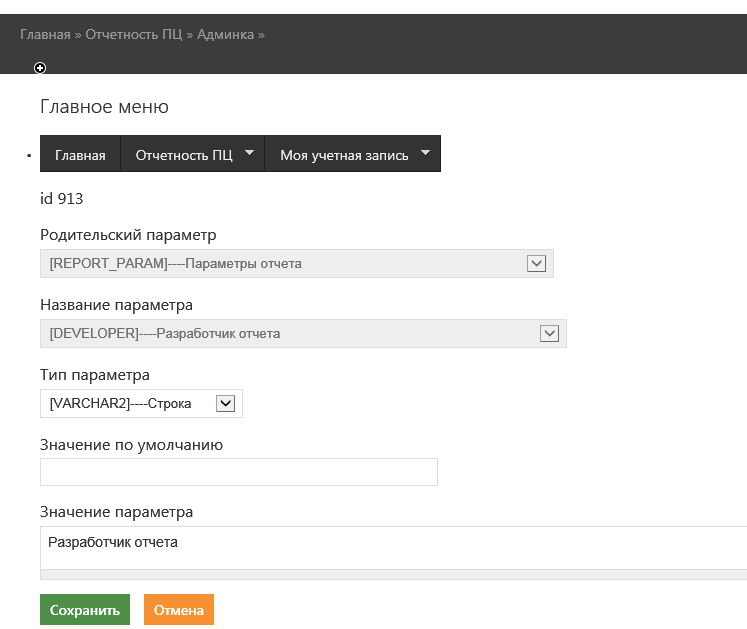 Главная » Отчетность ПЦ » Админка »
Главное меню
Главная Отчетность ПЦ Моя учетная запись
id 913
Родительский параметр
[REPORT_PARAM]----Параметры отчета
Название параметра
[DEVELOPER]----Разработчик отчета
Тип параметра
[VARCHAR2]----Строка
Значение по умолчанию
Значение параметра
Разработчик отчета
Сохранить Отмена